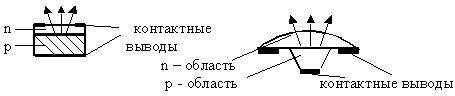 n
контактные
p
выводы
n – область
p - область
контактные выводы